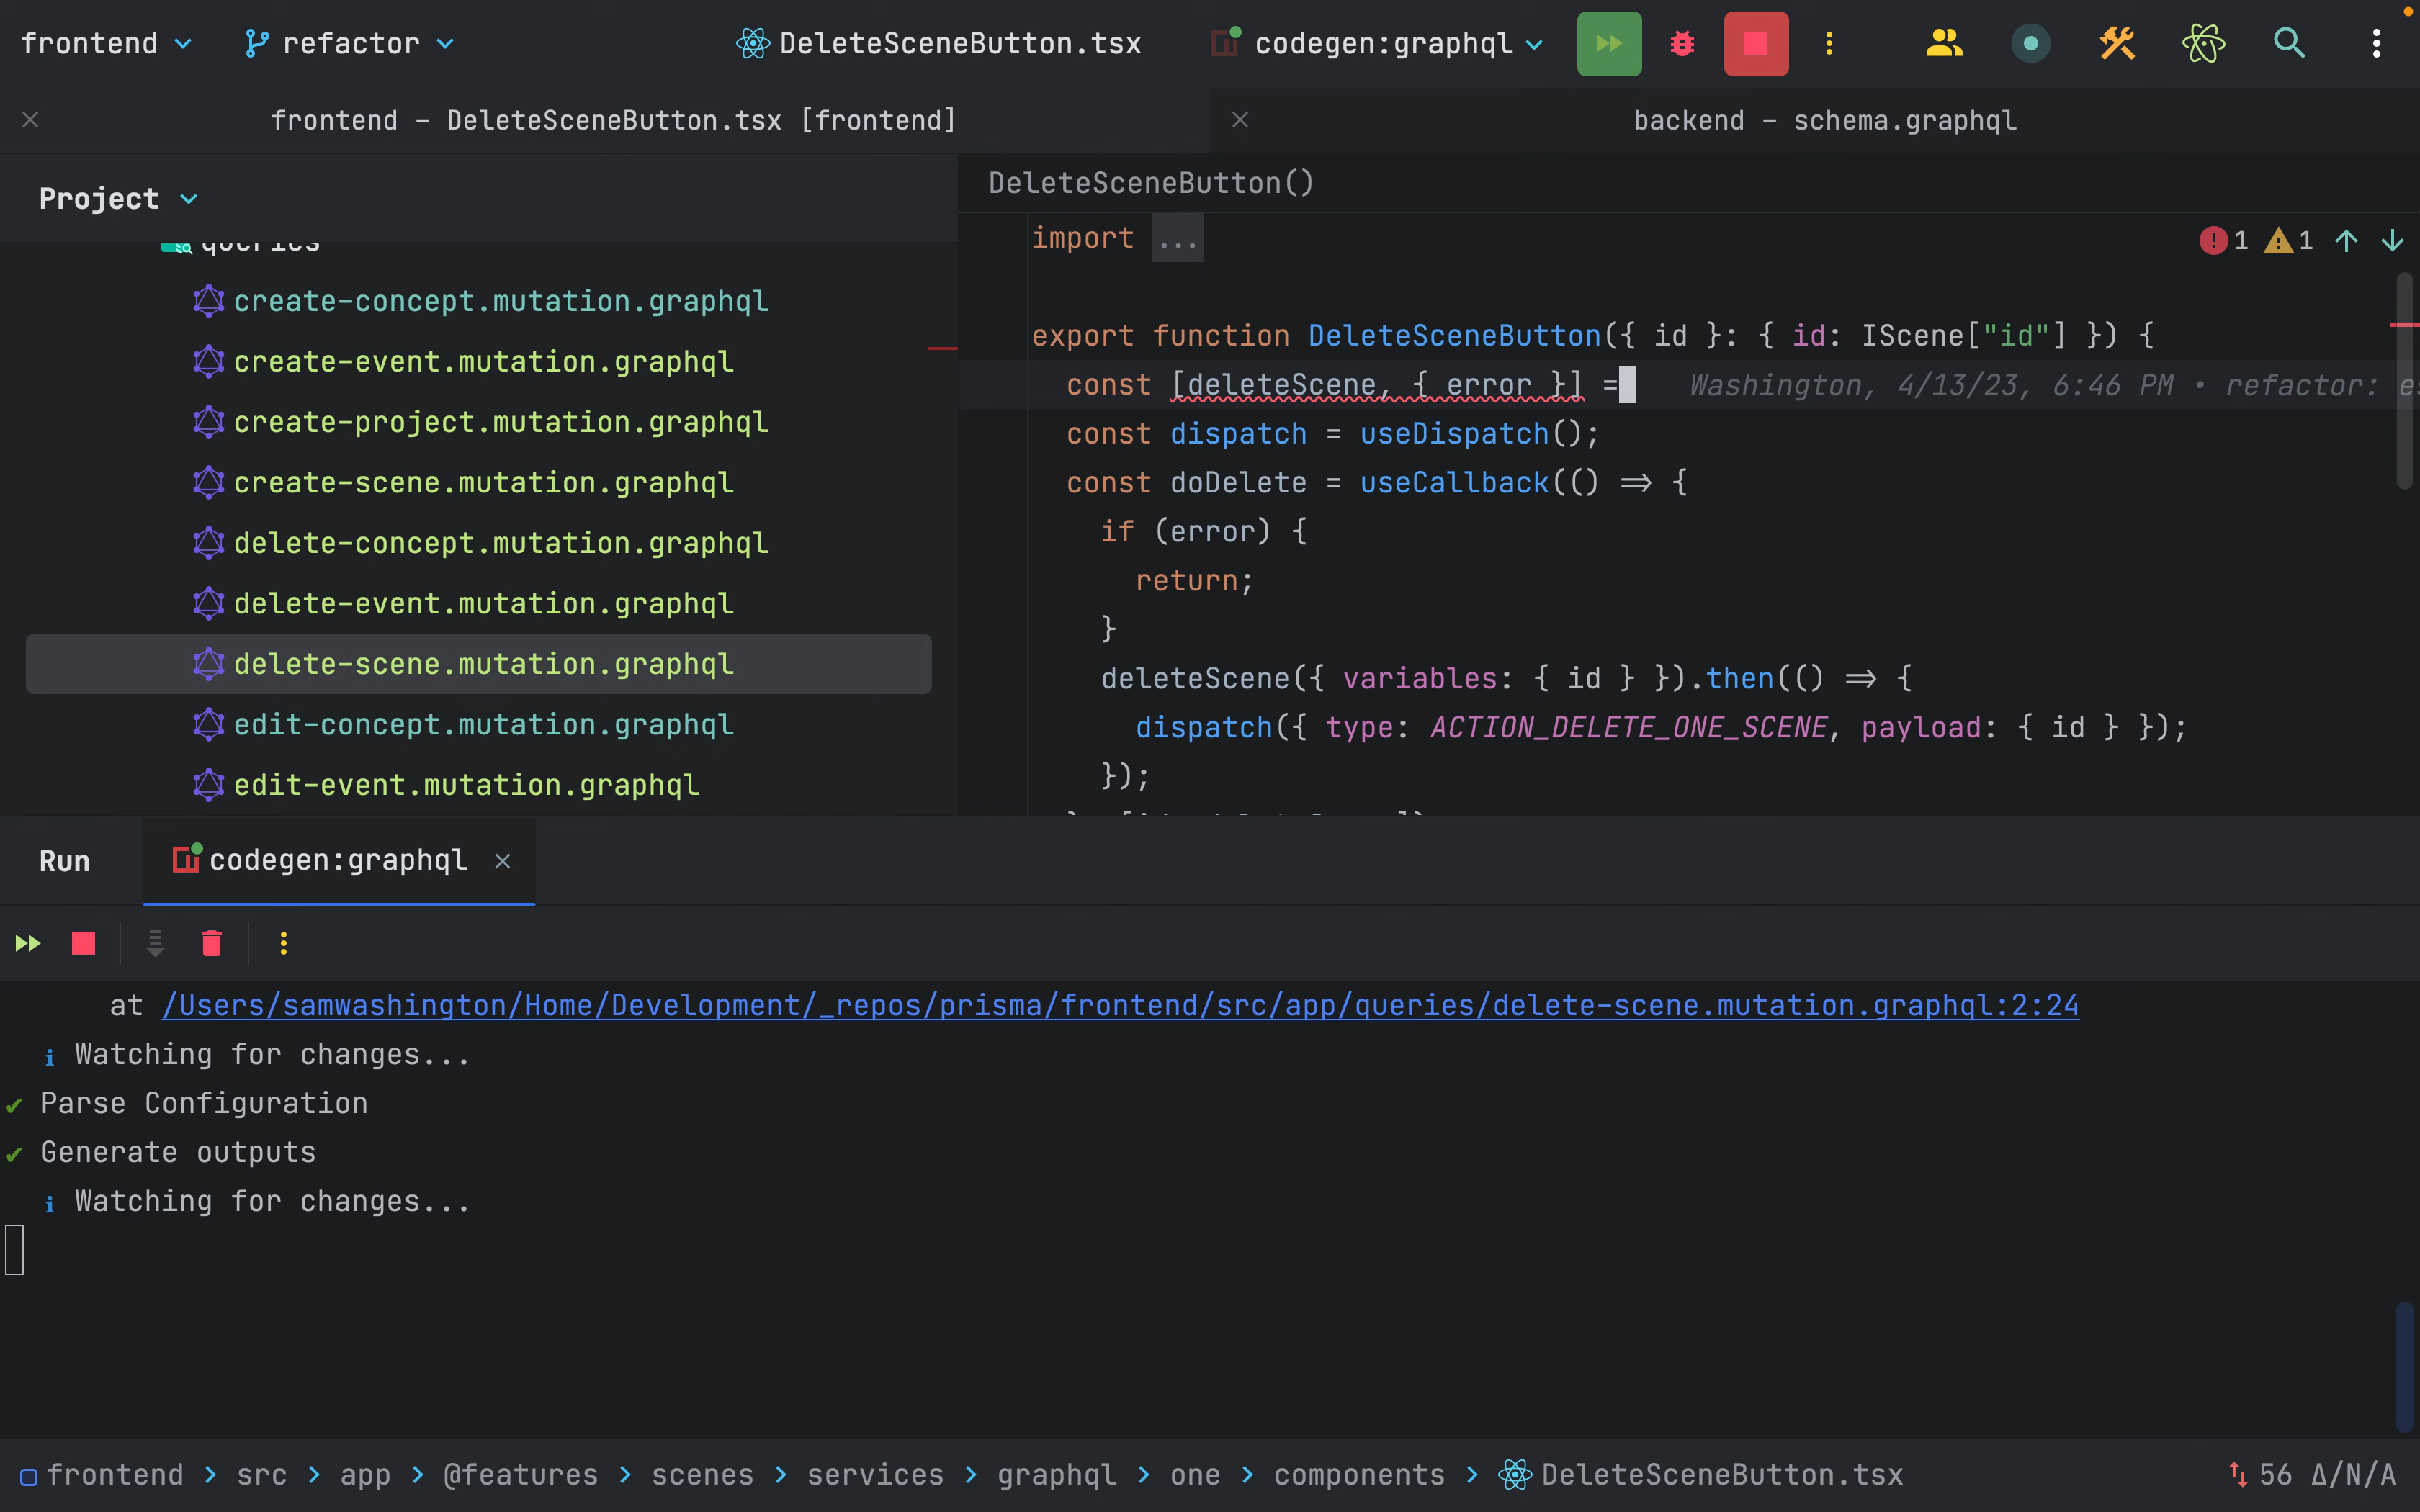 frontend refactor DeleteSceneButton.tsx codegen:graphql
frontend – DeleteSceneButton.tsx [frontend] backend – schema.graphql
Project
queries
create-concept.mutation.graphql
create-event.mutation.graphql
create-project.mutation.graphql
create-scene.mutation.graphql
delete-concept.mutation.graphql
delete-event.mutation.graphql
delete-scene.mutation.graphql
edit-concept.mutation.graphql
edit-event.mutation.graphql
DeleteSceneButton()
import ...
1 1
export function DeleteSceneButton({ id }: { id: IScene["id"] }) {
const [deleteScene, { error }] = Washington, 4/13/23, 6:46 PM • refactor:
const dispatch = useDispatch();
const doDelete = useCallback(() => {
if (error) {
return;
}
deleteScene({ variables: { id } }).then(() => {
dispatch({ type: ACTION_DELETE_ONE_SCENE, payload: { id } });
});
Run codegen:graphql
at /Users/samwashington/Home/Development/_repos/prisma/frontend/src/app/queries/delete-scene.mutation.graphql:2:24
i Watching for changes...
✔ Parse Configuration
✔ Generate outputs
i Watching for changes...
frontend > src > app > @features > scenes > services > graphql > one > components > DeleteSceneButton.tsx 56 Δ/N/A